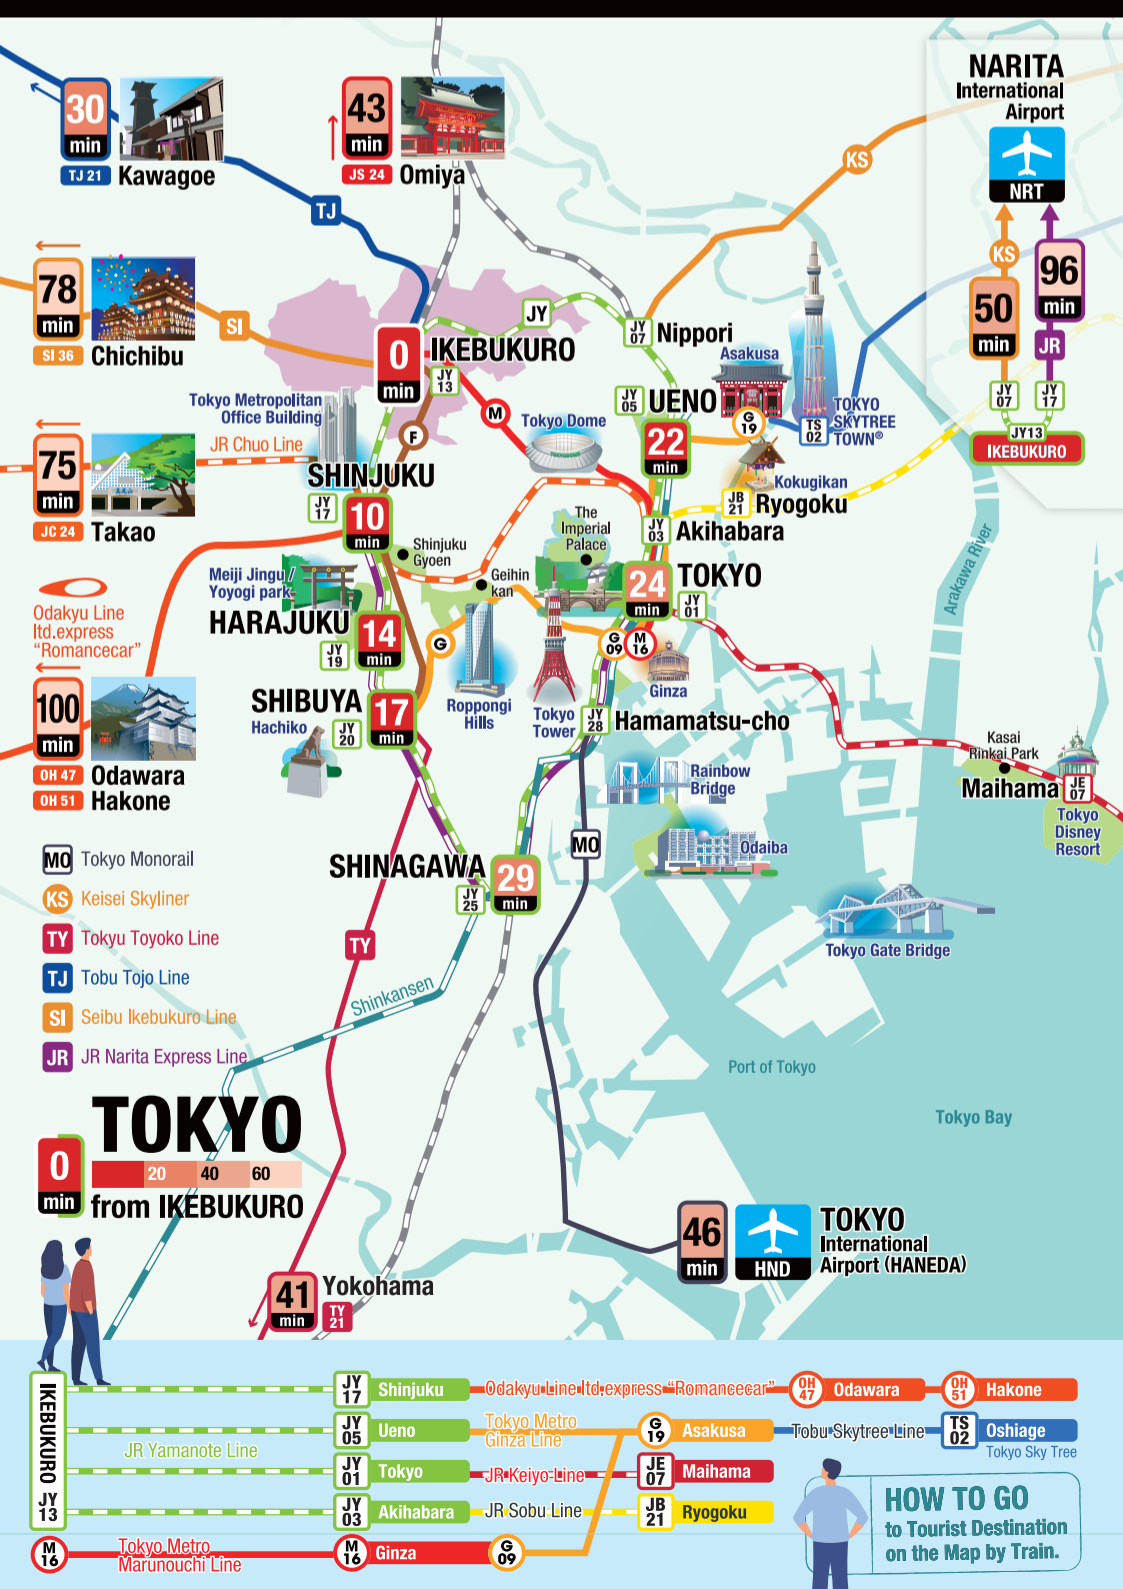 30
min
TJ 21
Kawagoe
43
min
JS 24
Omiya
NARITA
International
Airport
NRT
KS
TJ
KS
96
min
50
min
JR
JY
07
JY
17
JY13
IKEBUKURO
78
min
SI 36
Chichibu
SI
JY
0
min
IKEBUKURO
JY
13
JY
07
Nippori
Asakusa
JY
05
UENO
22
min
G
19
TS
02
TOKYO
SKYTREE
TOWN®
Tokyo Metropolitan
Office Building
M
F
Tokyo Dome
JR Chuo Line
75
min
JC 24
Takao
SHINJUKU
JY
17
10
min
Kokugikan
JB
21
Ryogoku
JY
03
Akihabara
The
Imperial
Palace
Shinjuku
Gyoen
Geihin
kan
24
min
TOKYO
JY
01
Arakawa River
Odakyu Line
ltd.express
“Romancecar”
Meiji Jingu /
Yoyogi park
HARAJUKU
14
min
JY
19
G
G
09
M
16
Ginza
100
min
OH 47
Odawara
OH 51
Hakone
SHIBUYA
17
min
Hachiko
JY
20
Roppongi
Hills
Tokyo
Tower
JY
28
Hamamatsu-cho
Rainbow
Bridge
Kasai
Rinkai Park
Maihama
JE
07
Tokyo
Disney
Resort
MO
Odaiba
SHINAGAWA
29
min
JY
25
Tokyo Gate Bridge
MO Tokyo Monorail
KS Keisei Skyliner
TY Tokyu Toyoko Line
TJ Tobu Tojo Line
SI Seibu Ikebukuro Line
JR JR Narita Express Line
TY
Shinkansen
Port of Tokyo
Tokyo Bay
TOKYO
0
min
20 40 60
from IKEBUKURO
46
min
HND
TOKYO
International
Airport (HANEDA)
41
min
Yokohama
TY
21
IKEBUKURO
JY
13
JR Yamanote Line
JY
17
Shinjuku
Odakyu Line ltd.express “Romancecar”
OH
47
Odawara
OH
51
Hakone
JY
05
Ueno
Tokyo Metro
Ginza Line
G
19
Asakusa
Tobu Skytree Line
TS
02
Oshiage
Tokyo Sky Tree
JY
01
Tokyo
JR Keiyo Line
JE
07
Maihama
JY
03
Akihabara
JR Sobu Line
JB
21
Ryogoku
M
16
Tokyo Metro
Marunouchi Line
M
16
Ginza
G
09
HOW TO GO
to Tourist Destination
on the Map by Train.